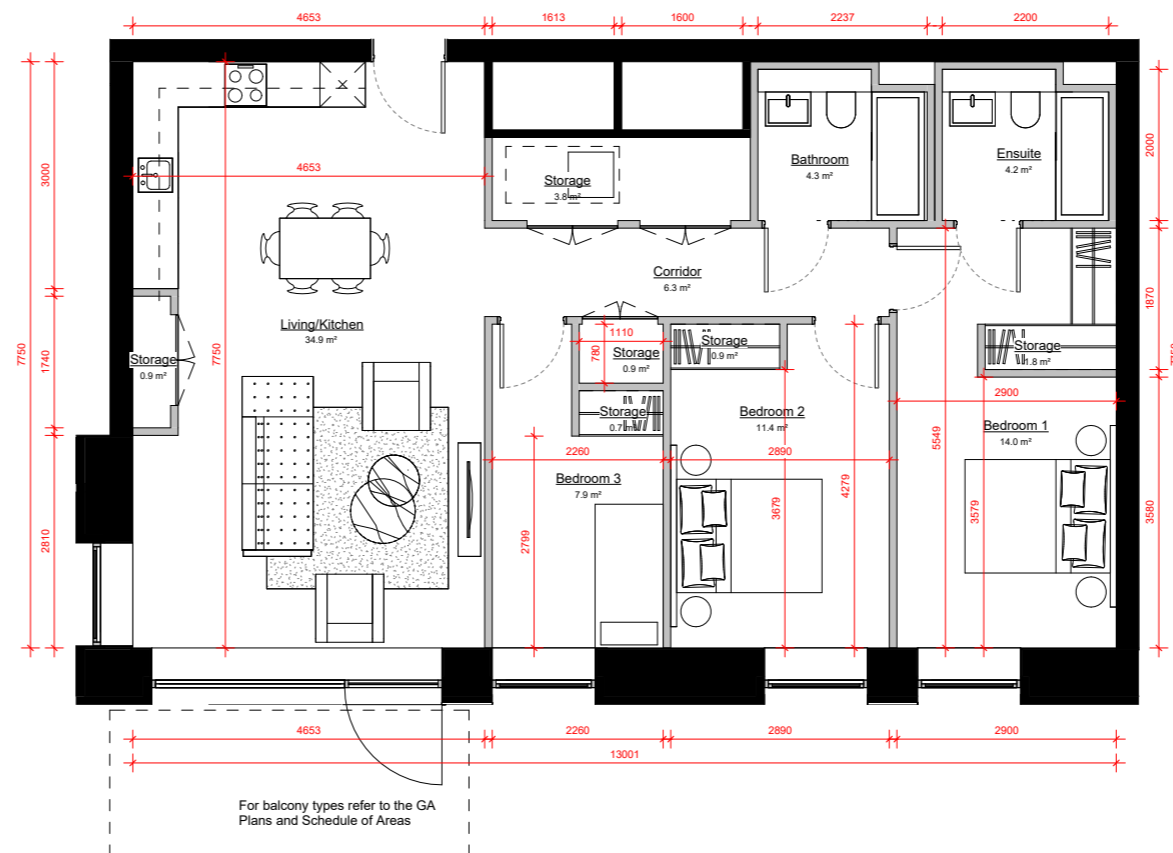 4653
1613
1600
2237
2200
7750
3000
1740
2810
4653
7750
Storage
3.8 m²
Bathroom
4.3 m²
Ensuite
4.2 m²
2000
1870
3580
7750
Corridor
6.3 m²
Living/Kitchen
34.9 m²
Storage
0.9 m²
1110
780
Storage
0.9 m²
Storage
0.9 m²
Storage
1.8 m²
Storage
0.7 m²
2900
Bedroom 2
11.4 m²
Bedroom 1
14.0 m²
5549
2260
2890
Bedroom 3
7.9 m²
2799
3679
4279
3579
4653
2260
2890
2900
13001
For balcony types refer to the GA
Plans and Schedule of Areas